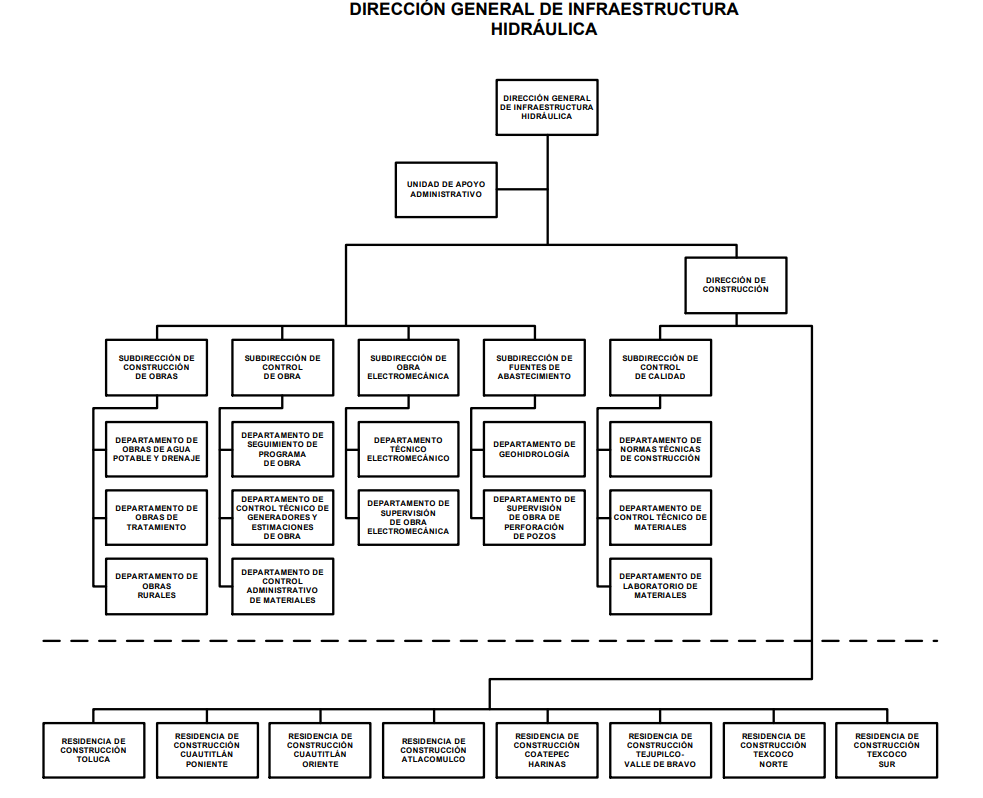 DIRECCIÓN GENERAL DE INFRAESTRUCTURA
HIDRÁULICA
DIRECCIÓN GENERAL
DE INFRAESTRUCTURA
HIDRÁULICA
UNIDAD DE APOYO
ADMINISTRATIVO
DIRECCIÓN DE
CONSTRUCCIÓN
SUBDIRECCIÓN DE
CONSTRUCCIÓN
DE OBRAS
SUBDIRECCIÓN DE
CONTROL
DE OBRA
SUBDIRECCIÓN DE
OBRA
ELECTROMECÁNICA
SUBDIRECCIÓN DE
FUENTES DE
ABASTECIMIENTO
SUBDIRECCIÓN DE
CONTROL
DE CALIDAD
DEPARTAMENTO DE
OBRAS DE AGUA
POTABLE Y DRENAJE
DEPARTAMENTO DE
SEGUIMIENTO DE
PROGRAMA
DE OBRA
DEPARTAMENTO
TÉCNICO
ELECTROMECÁNICO
DEPARTAMENTO DE
GEOHIDROLOGÍA
DEPARTAMENTO DE
NORMAS TÉCNICAS
DE CONSTRUCCIÓN
DEPARTAMENTO DE
OBRAS DE
TRATAMIENTO
DEPARTAMENTO DE
CONTROL TÉCNICO DE
GENERADORES Y
ESTIMACIONES
DE OBRA
DEPARTAMENTO DE
SUPERVISIÓN
DE OBRA
ELECTROMECÁNICA
DEPARTAMENTO DE
SUPERVISIÓN
DE OBRA DE
PERFORACIÓN
DE POZOS
DEPARTAMENTO DE
CONTROL TÉCNICO DE
MATERIALES
DEPARTAMENTO DE
OBRAS
RURALES
DEPARTAMENTO DE
CONTROL
ADMINISTRATIVO
DE MATERIALES
DEPARTAMENTO DE
LABORATORIO DE
MATERIALES
RESIDENCIA DE
CONSTRUCCIÓN
TOLUCA
RESIDENCIA DE
CONSTRUCCIÓN
CUAUTITLÁN
PONIENTE
RESIDENCIA DE
CONSTRUCCIÓN
CUAUTITLÁN
ORIENTE
RESIDENCIA DE
CONSTRUCCIÓN
ATLACOMULCO
RESIDENCIA DE
CONSTRUCCIÓN
COATEPEC
HARINAS
RESIDENCIA DE
CONSTRUCCIÓN
TEJUPILCO-
VALLE DE BRAVO
RESIDENCIA DE
CONSTRUCCIÓN
TEXCOCO
NORTE
RESIDENCIA DE
CONSTRUCCIÓN
TEXCOCO
SUR